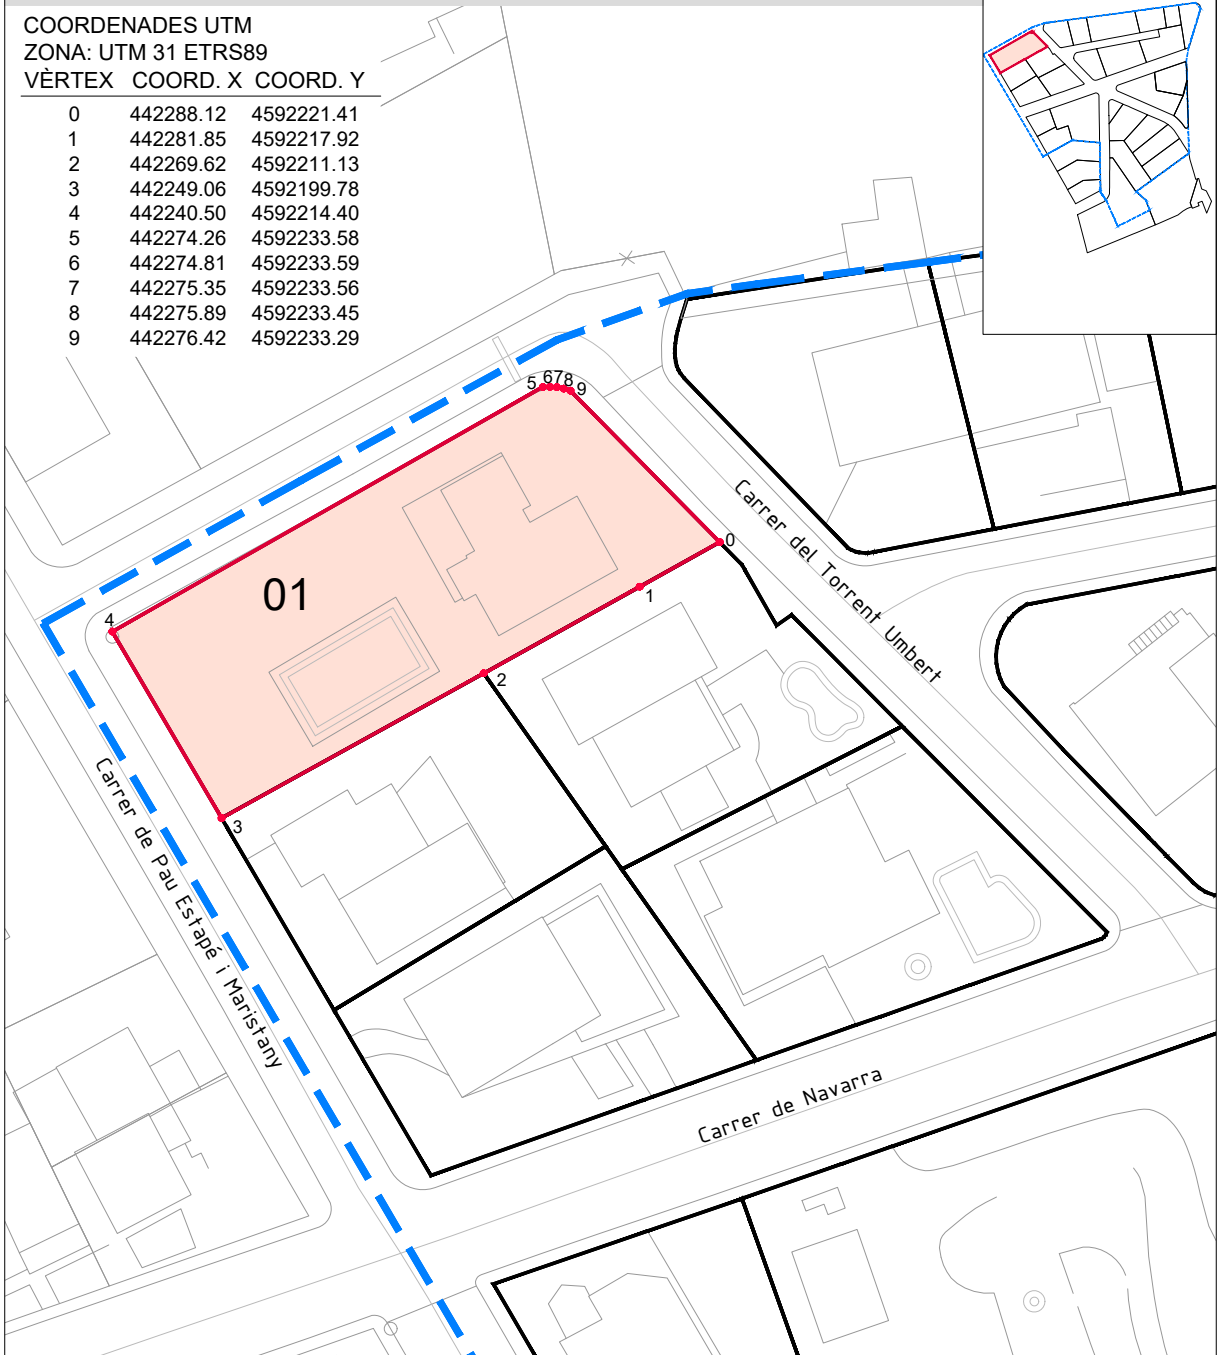 COORDENADES UTM
ZONA: UTM 31 ETRS89
VÈRTEX COORD. X COORD. Y
0 442288.12 4592221.41
1 442281.85 4592217.92
2 442269.62 4592211.13
3 442249.06 4592199.78
4 442240.50 4592214.40
5 442274.26 4592233.58
6 442274.81 4592233.59
7 442275.35 4592233.56
8 442275.89 4592233.45
9 442276.42 4592233.29
5 6 7 8 9
Carrer del Torrent Umbert
0
01
1
4
2
3
Carrer de Pau Estapé i Maristany
Carrer de Navarra